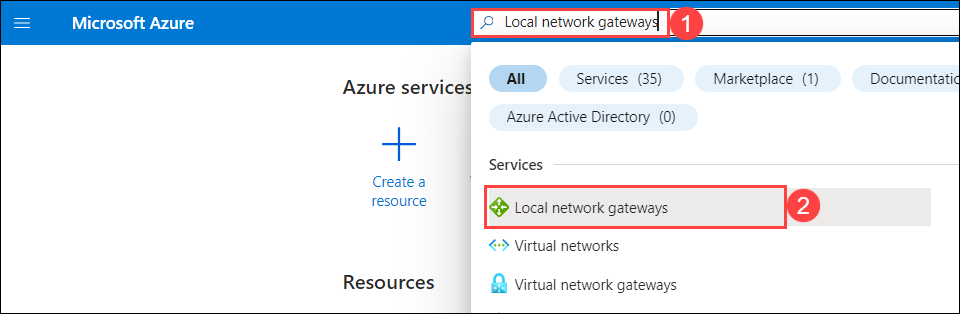 Microsoft Azure
Local network gateways
1
All
Services (35)
Marketplace (1)
Azure Active Directory (0)
Azure services
Create a
resource
Services
Local network gateways
2
Virtual networks
Virtual network gateways
Resources